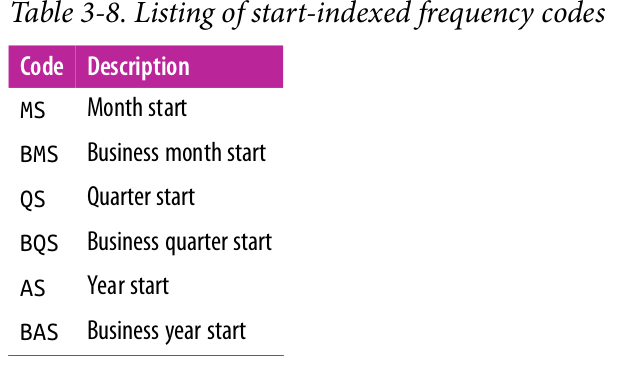 Table 3-8. Listing of start-indexed frequency codes
Code Description
MS Month start
BMS Business month start
QS Quarter start
BQS Business quarter start
AS Year start
BAS Business year start